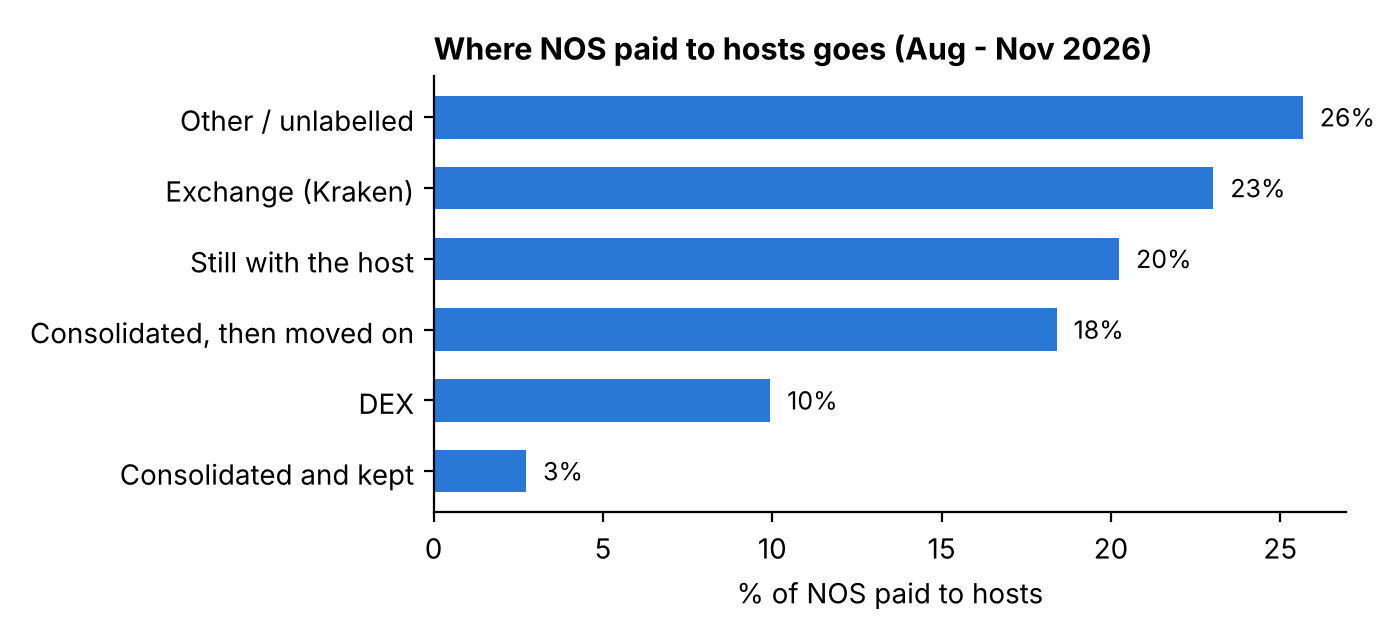 Where NOS paid to hosts goes (Aug - Nov 2026)
Other / unlabelled 26%
Exchange (Kraken) 23%
Still with the host 20%
Consolidated, then moved on 18%
DEX 10%
Consolidated and kept 3%
0 5 10 15 20 25
% of NOS paid to hosts